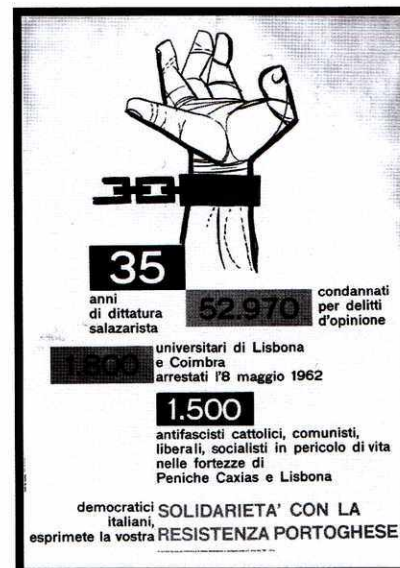 35
anni
di dittatura
salazarista
52.970
condannati
per delitti
d'opinione
1.800
universitari di Lisbona
e Coimbra
arrestati l'8 maggio 1962
1.500
antifascisti cattolici, comunisti,
liberali, socialisti in pericolo di vita
nelle fortezze di
Peniche Caxias e Lisbona
democratici
italiani,
esprimete la vostra
SOLIDARIETA' CON LA
RESISTENZA PORTOGHESE